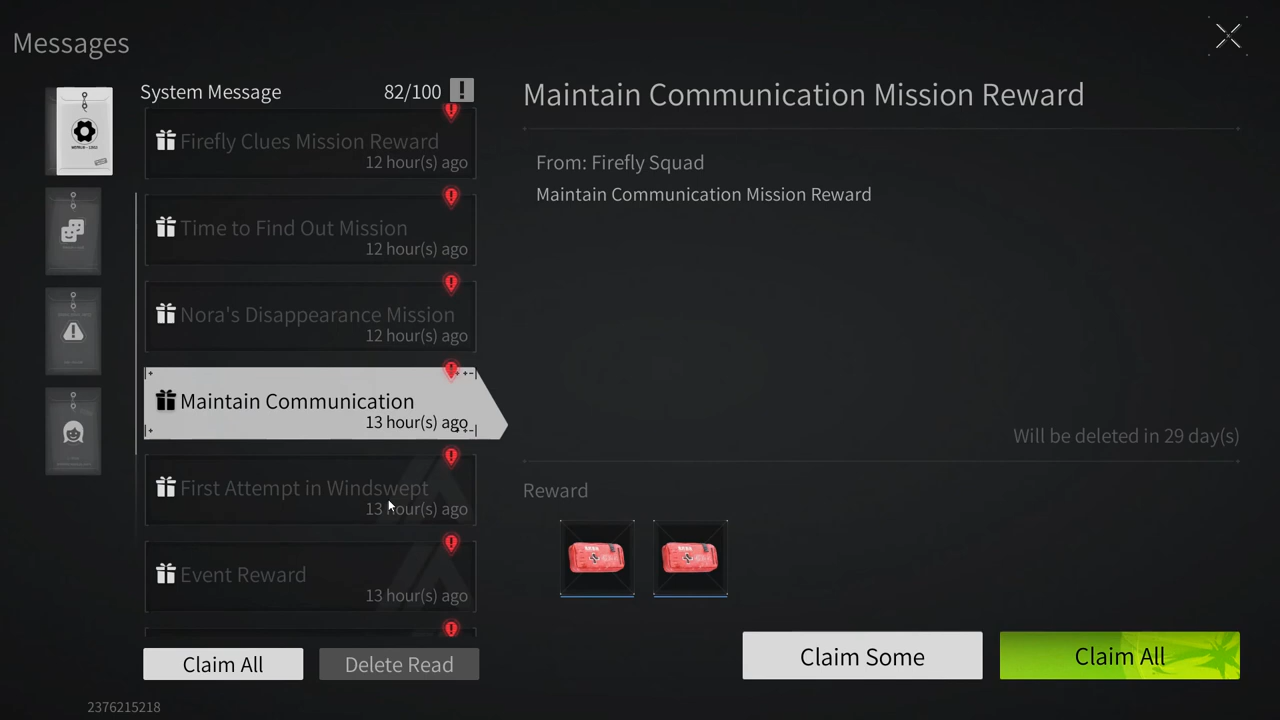 Messages
System Message 82/100
Firefly Clues Mission Reward
12 hour(s) ago
Time to Find Out Mission
12 hour(s) ago
Nora's Disappearance Mission
12 hour(s) ago
Maintain Communication
13 hour(s) ago
First Attempt in Windswept
13 hour(s) ago
Event Reward
13 hour(s) ago
Claim All
Delete Read
Maintain Communication Mission Reward
From: Firefly Squad
Maintain Communication Mission Reward
Will be deleted in 29 day(s)
Reward
Claim Some
Claim All
2376215218